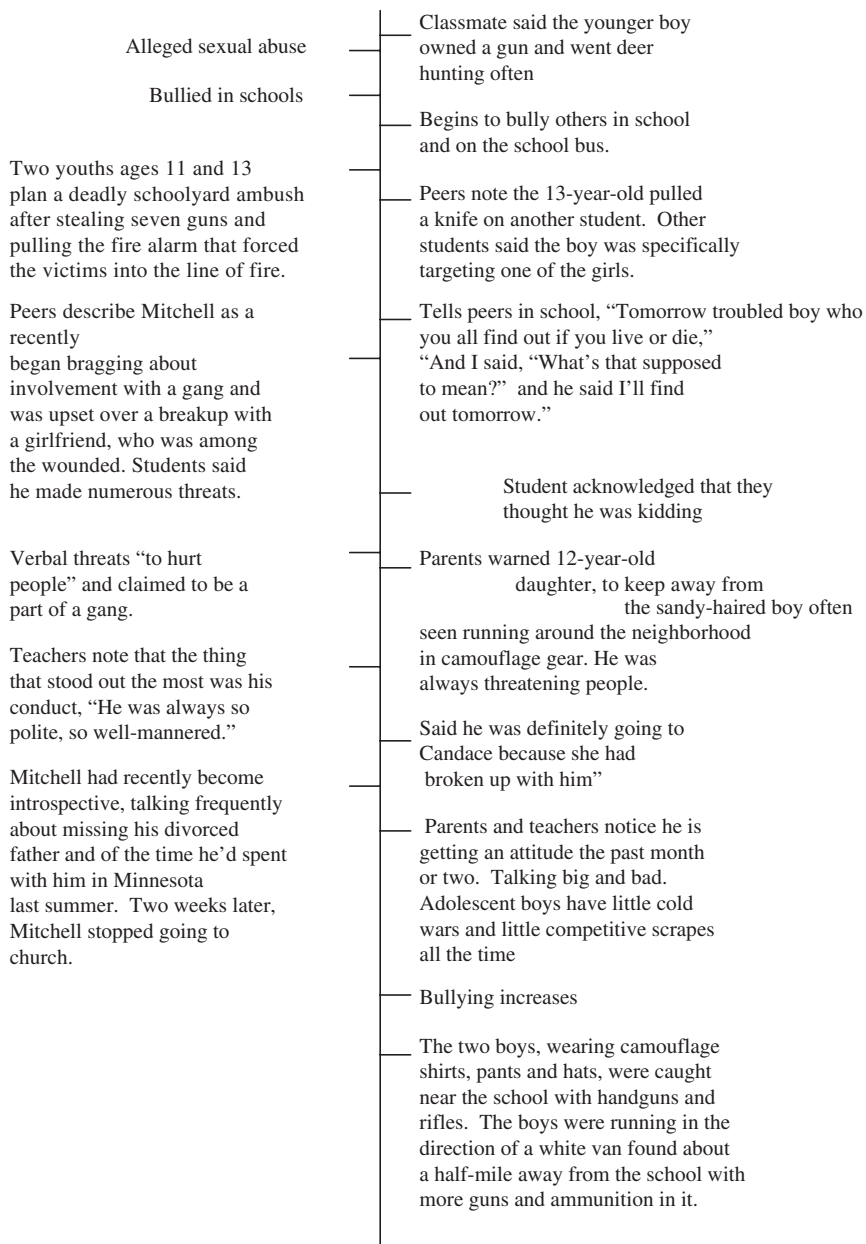 Alleged sexual abuse
Bullied in schools
Two youths ages 11 and 13
plan a deadly schoolyard ambush
after stealing seven guns and
pulling the fire alarm that forced
the victims into the line of fire.
Peers describe Mitchell as a
recently
began bragging about
involvement with a gang and
was upset over a breakup with
a girlfriend, who was among
the wounded. Students said
he made numerous threats.
Verbal threats “to hurt
people” and claimed to be a
part of a gang.
Teachers note that the thing
that stood out the most was his
conduct, “He was always so
polite, so well-mannered.”
Mitchell had recently become
introspective, talking frequently
about missing his divorced
father and of the time he’d spent
with him in Minnesota
last summer. Two weeks later,
Mitchell stopped going to
church.
Classmate said the younger boy
owned a gun and went deer
hunting often
Begins to bully others in school
and on the school bus.
Peers note the 13-year-old pulled
a knife on another student. Other
students said the boy was specifically
targeting one of the girls.
Tells peers in school, “Tomorrow troubled boy who
you all find out if you live or die,”
“And I said, “What’s that supposed
to mean?” and he said I’ll find
out tomorrow.”
Student acknowledged that they
thought he was kidding
Parents warned 12-year-old
daughter, to keep away from
the sandy-haired boy often
seen running around the neighborhood
in camouflage gear. He was
always threatening people.
Said he was definitely going to
Candace because she had
broken up with him”
Parents and teachers notice he is
getting an attitude the past month
or two. Talking big and bad.
Adolescent boys have little cold
wars and little competitive scrapes
all the time
Bullying increases
The two boys, wearing camouflage
shirts, pants and hats, were caught
near the school with handguns and
rifles. The boys were running in the
direction of a white van found about
a half-mile away from the school with
more guns and ammunition in it.